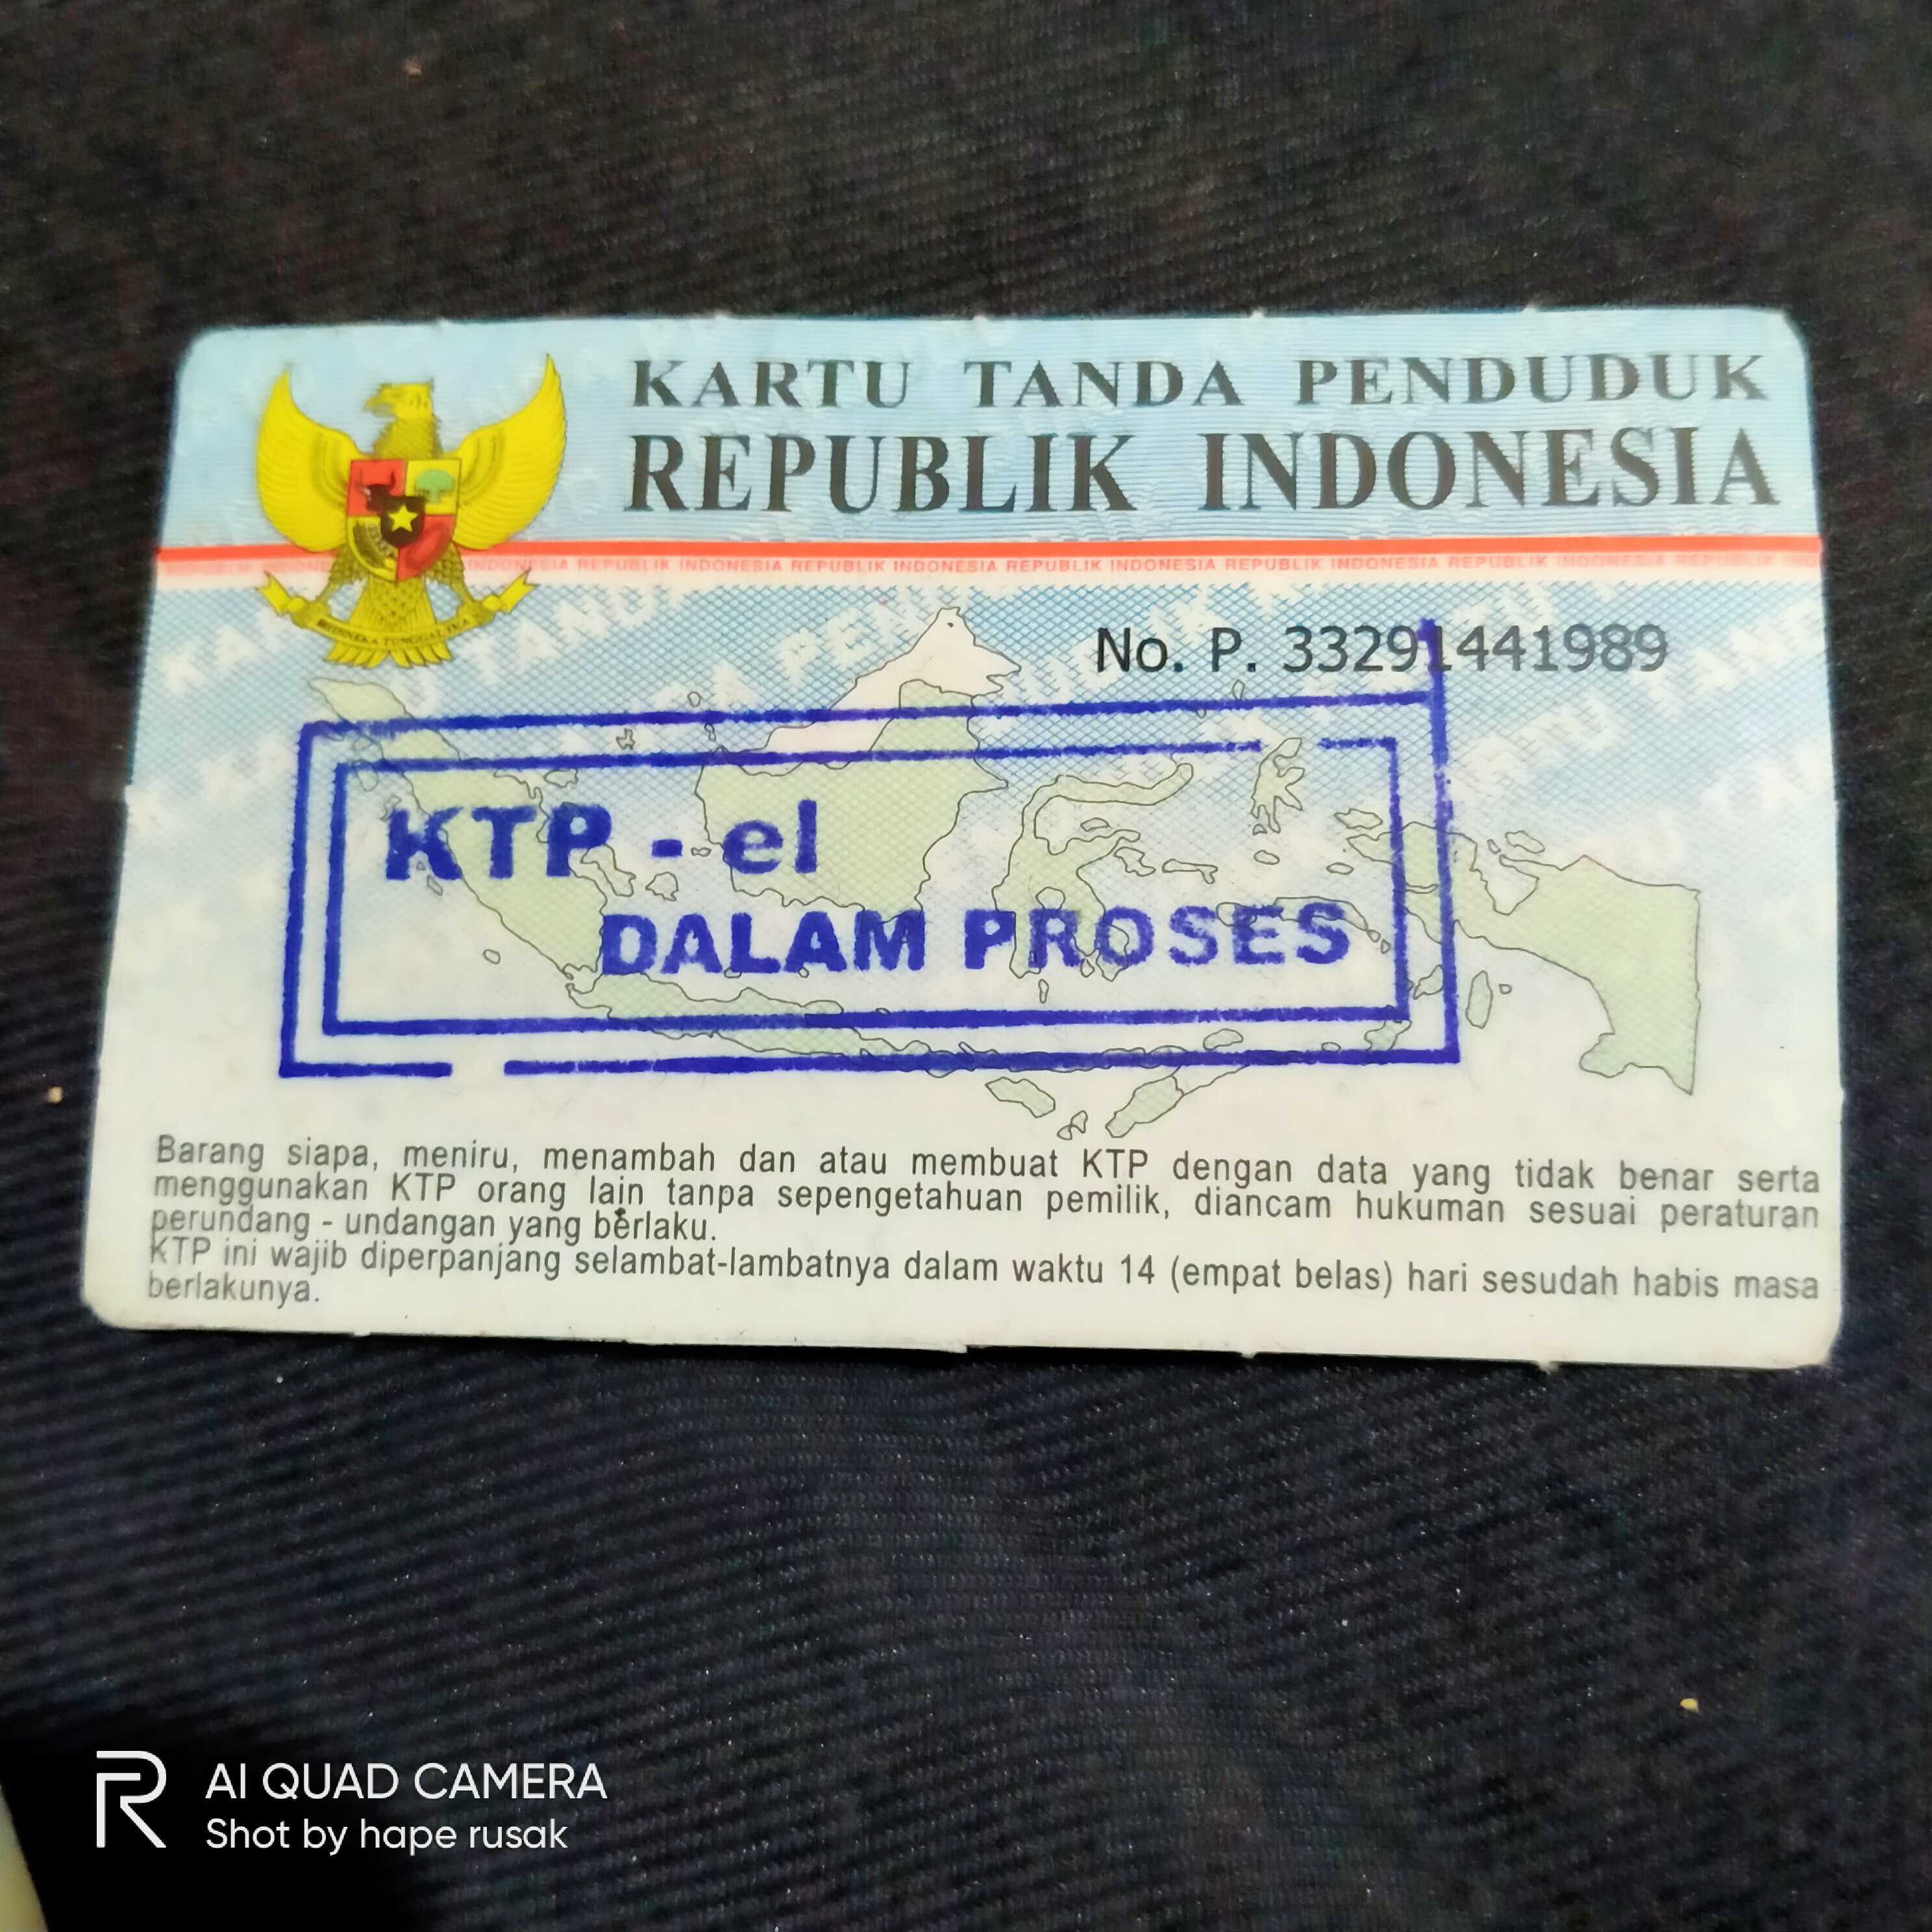 KARTU TANDA PENDUDUK
REPUBLIK INDONESIA
INDONESIA REPUBLIK INDONESIA REPUBLIK INDONESIA REPUBLIK INDONESIA REPUBLIK INDONESIA REPUBLIK INDONESIA REPUBLIK
BHINNEKA TUNGGAL IKA
No. P. 33291441989
KTP - el
DALAM PROSES
Barang siapa, meniru, menambah dan atau membuat KTP dengan data yang tidak benar serta
menggunakan KTP orang lain tanpa sepengetahuan pemilik, diancam hukuman sesuai peraturan
perundang - undangan yang berlaku.
KTP ini wajib diperpanjang selambat-lambatnya dalam waktu 14 (empat belas) hari sesudah habis masa
berlakunya.
AI QUAD CAMERA
Shot by hape rusak